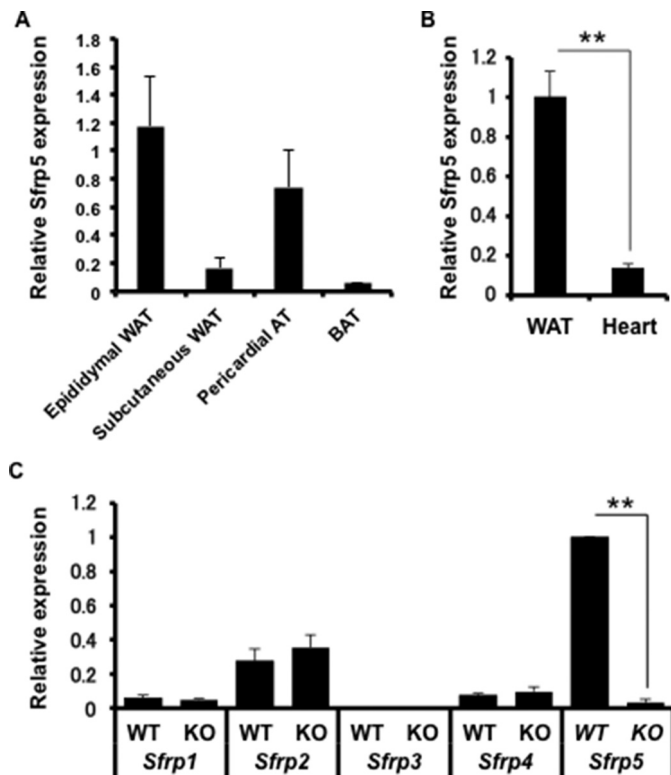 A
Relative Sfrp5 expression
1.8
1.6
1.4
1.2
1
0.8
0.6
0.4
0.2
0
Epididymal WAT
Subcutaneous WAT
Pericardial AT
BAT
B
Relative Sfrp5 expression
1.2
1
0.8
0.6
0.4
0.2
0
**
WAT Heart
C
Relative expression
1.2
1
0.8
0.6
0.4
0.2
0
**
WT KO WT KO WT KO WT KO WT KO
Sfrp1 Sfrp2 Sfrp3 Sfrp4 Sfrp5